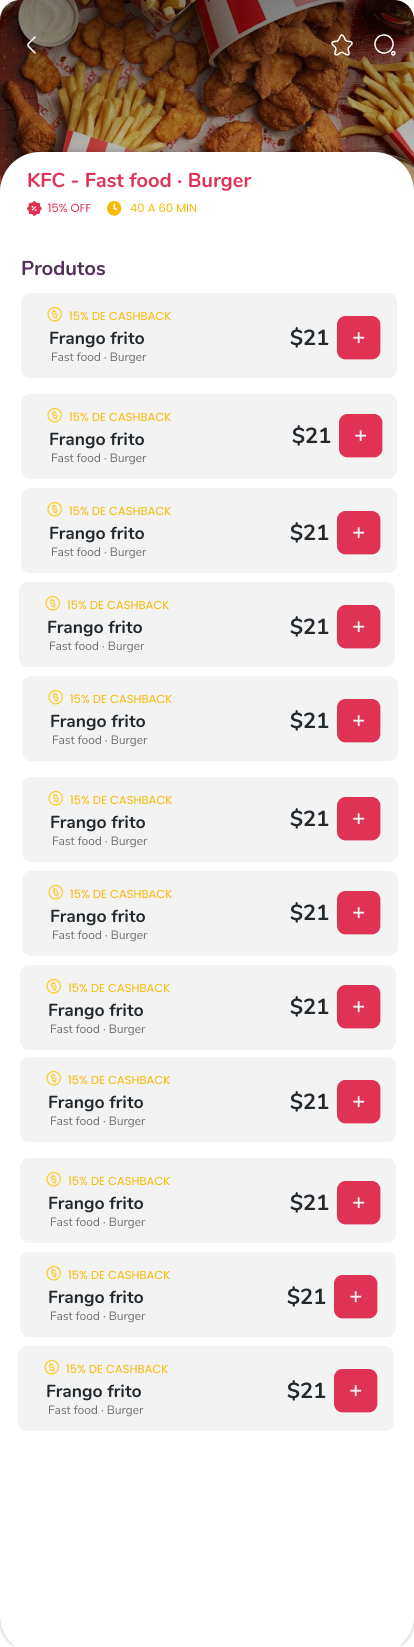 KFC - Fast food · Burger
15% OFF 40 A 60 MIN
Produtos
15% DE CASHBACK
Frango frito
Fast food · Burger
$21 +
15% DE CASHBACK
Frango frito
Fast food · Burger
$21 +
15% DE CASHBACK
Frango frito
Fast food · Burger
$21 +
15% DE CASHBACK
Frango frito
Fast food · Burger
$21 +
15% DE CASHBACK
Frango frito
Fast food · Burger
$21 +
15% DE CASHBACK
Frango frito
Fast food · Burger
$21 +
15% DE CASHBACK
Frango frito
Fast food · Burger
$21 +
15% DE CASHBACK
Frango frito
Fast food · Burger
$21 +
15% DE CASHBACK
Frango frito
Fast food · Burger
$21 +
15% DE CASHBACK
Frango frito
Fast food · Burger
$21 +
15% DE CASHBACK
Frango frito
Fast food · Burger
$21 +
15% DE CASHBACK
Frango frito
Fast food · Burger
$21 +